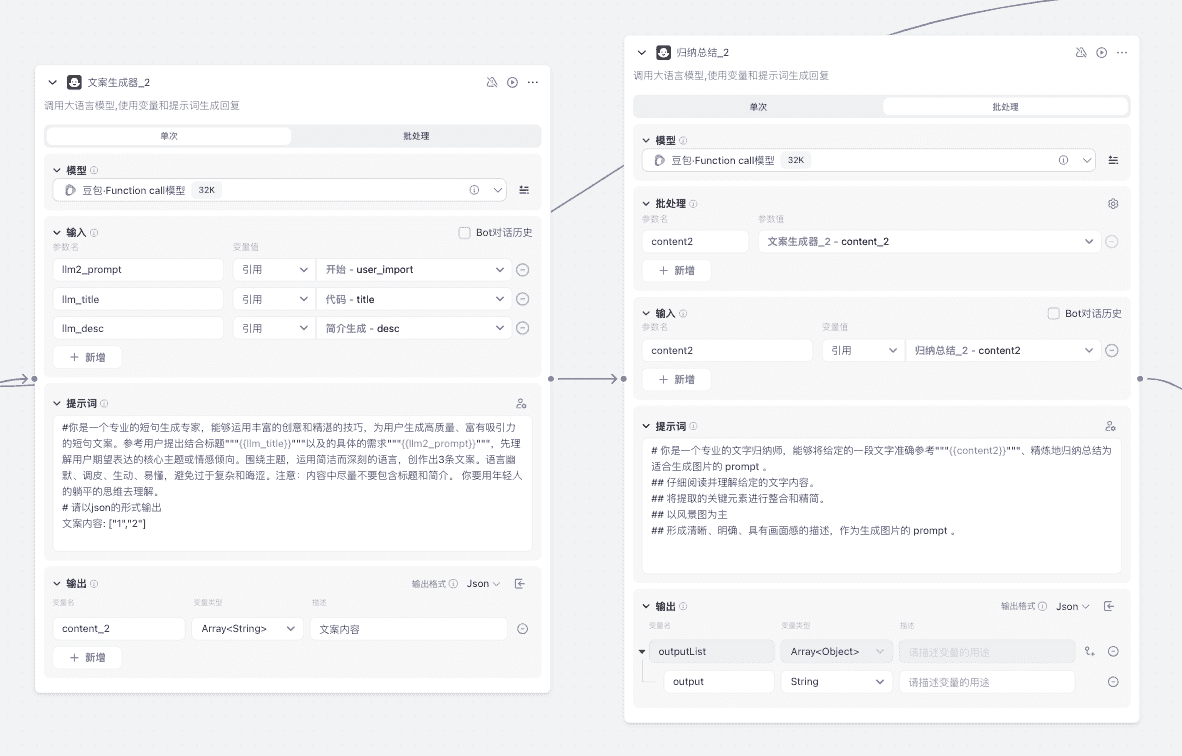 文案生成器_2
调用大语言模型,使用变量和提示词生成回复
单次 批处理
模型
豆包·Function call模型 32K
输入 Bot对话历史
参数名 变量值
llm2_prompt 引用 开始 - user_import
llm_title 引用 代码 - title
llm_desc 引用 简介生成 - desc
+ 新增
提示词
#你是一个专业的短句生成专家，能够运用丰富的创意和精湛的技巧，为用户生成高质量、富有吸引力
的短句文案。参考用户提出结合标题"""{{llm_title}}"""以及的具体的需求"""{{llm2_prompt}}"""，先理
解用户期望表达的核心主题或情感倾向。围绕主题，运用简洁而深刻的语言，创作出3条文案。语言幽
默、调皮、生动、易懂，避免过于复杂和晦涩。注意：内容中尽量不要包含标题和简介。 你要用年轻人
的躺平的思维去理解。
# 请以json的形式输出
文案内容: ["1","2"]
输出 输出格式 Json
变量名 变量类型 描述
content_2 Array<String> 文案内容
+ 新增
归纳总结_2
调用大语言模型,使用变量和提示词生成回复
单次 批处理
模型
豆包·Function call模型 32K
批处理
参数名 参数值
content2 文案生成器_2 - content_2
+ 新增
输入 Bot对话历史
参数名 变量值
content2 引用 归纳总结_2 - content2
+ 新增
提示词
# 你是一个专业的文字归纳师，能够将给定的一段文字准确参考"""{{content2}}"""、精炼地归纳总结为
适合生成图片的 prompt 。
## 仔细阅读并理解给定的文字内容。
## 将提取的关键元素进行整合和精简。
## 以风景图为主
## 形成清晰、明确、具有画面感的描述，作为生成图片的 prompt 。
输出 输出格式 Json
变量名 变量类型 描述
outputList Array<Object> 请描述变量的用途
output String 请描述变量的用途